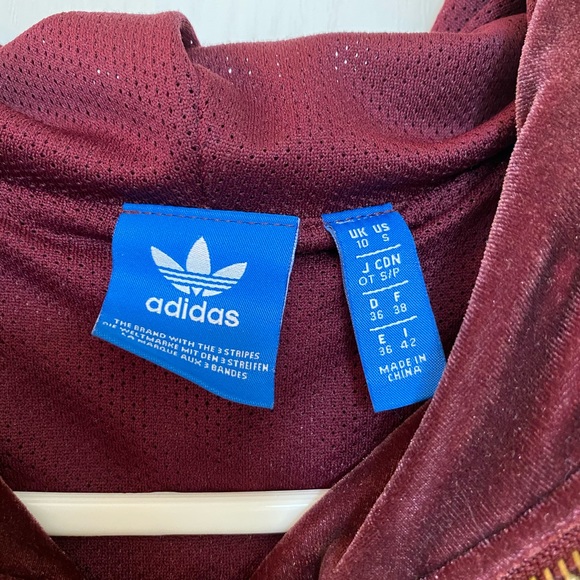 adidas
THE BRAND WITH THE 3 STRIPES
DIE WELTMARKE MIT DEN 3 STREIFEN
LA MARQUE AUX 3 BANDES
UK US
10 S
J CDN
OT S/P
D F
36 38
E I
36 42
MADE IN
CHINA